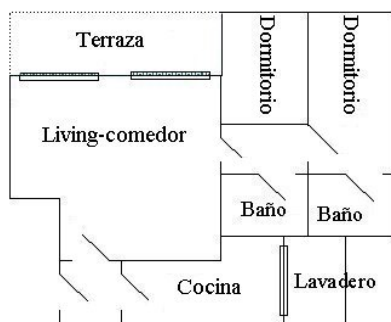 Terraza
Dormitorio
Dormitorio
Living-comedor
Baño
Baño
Cocina
Lavadero